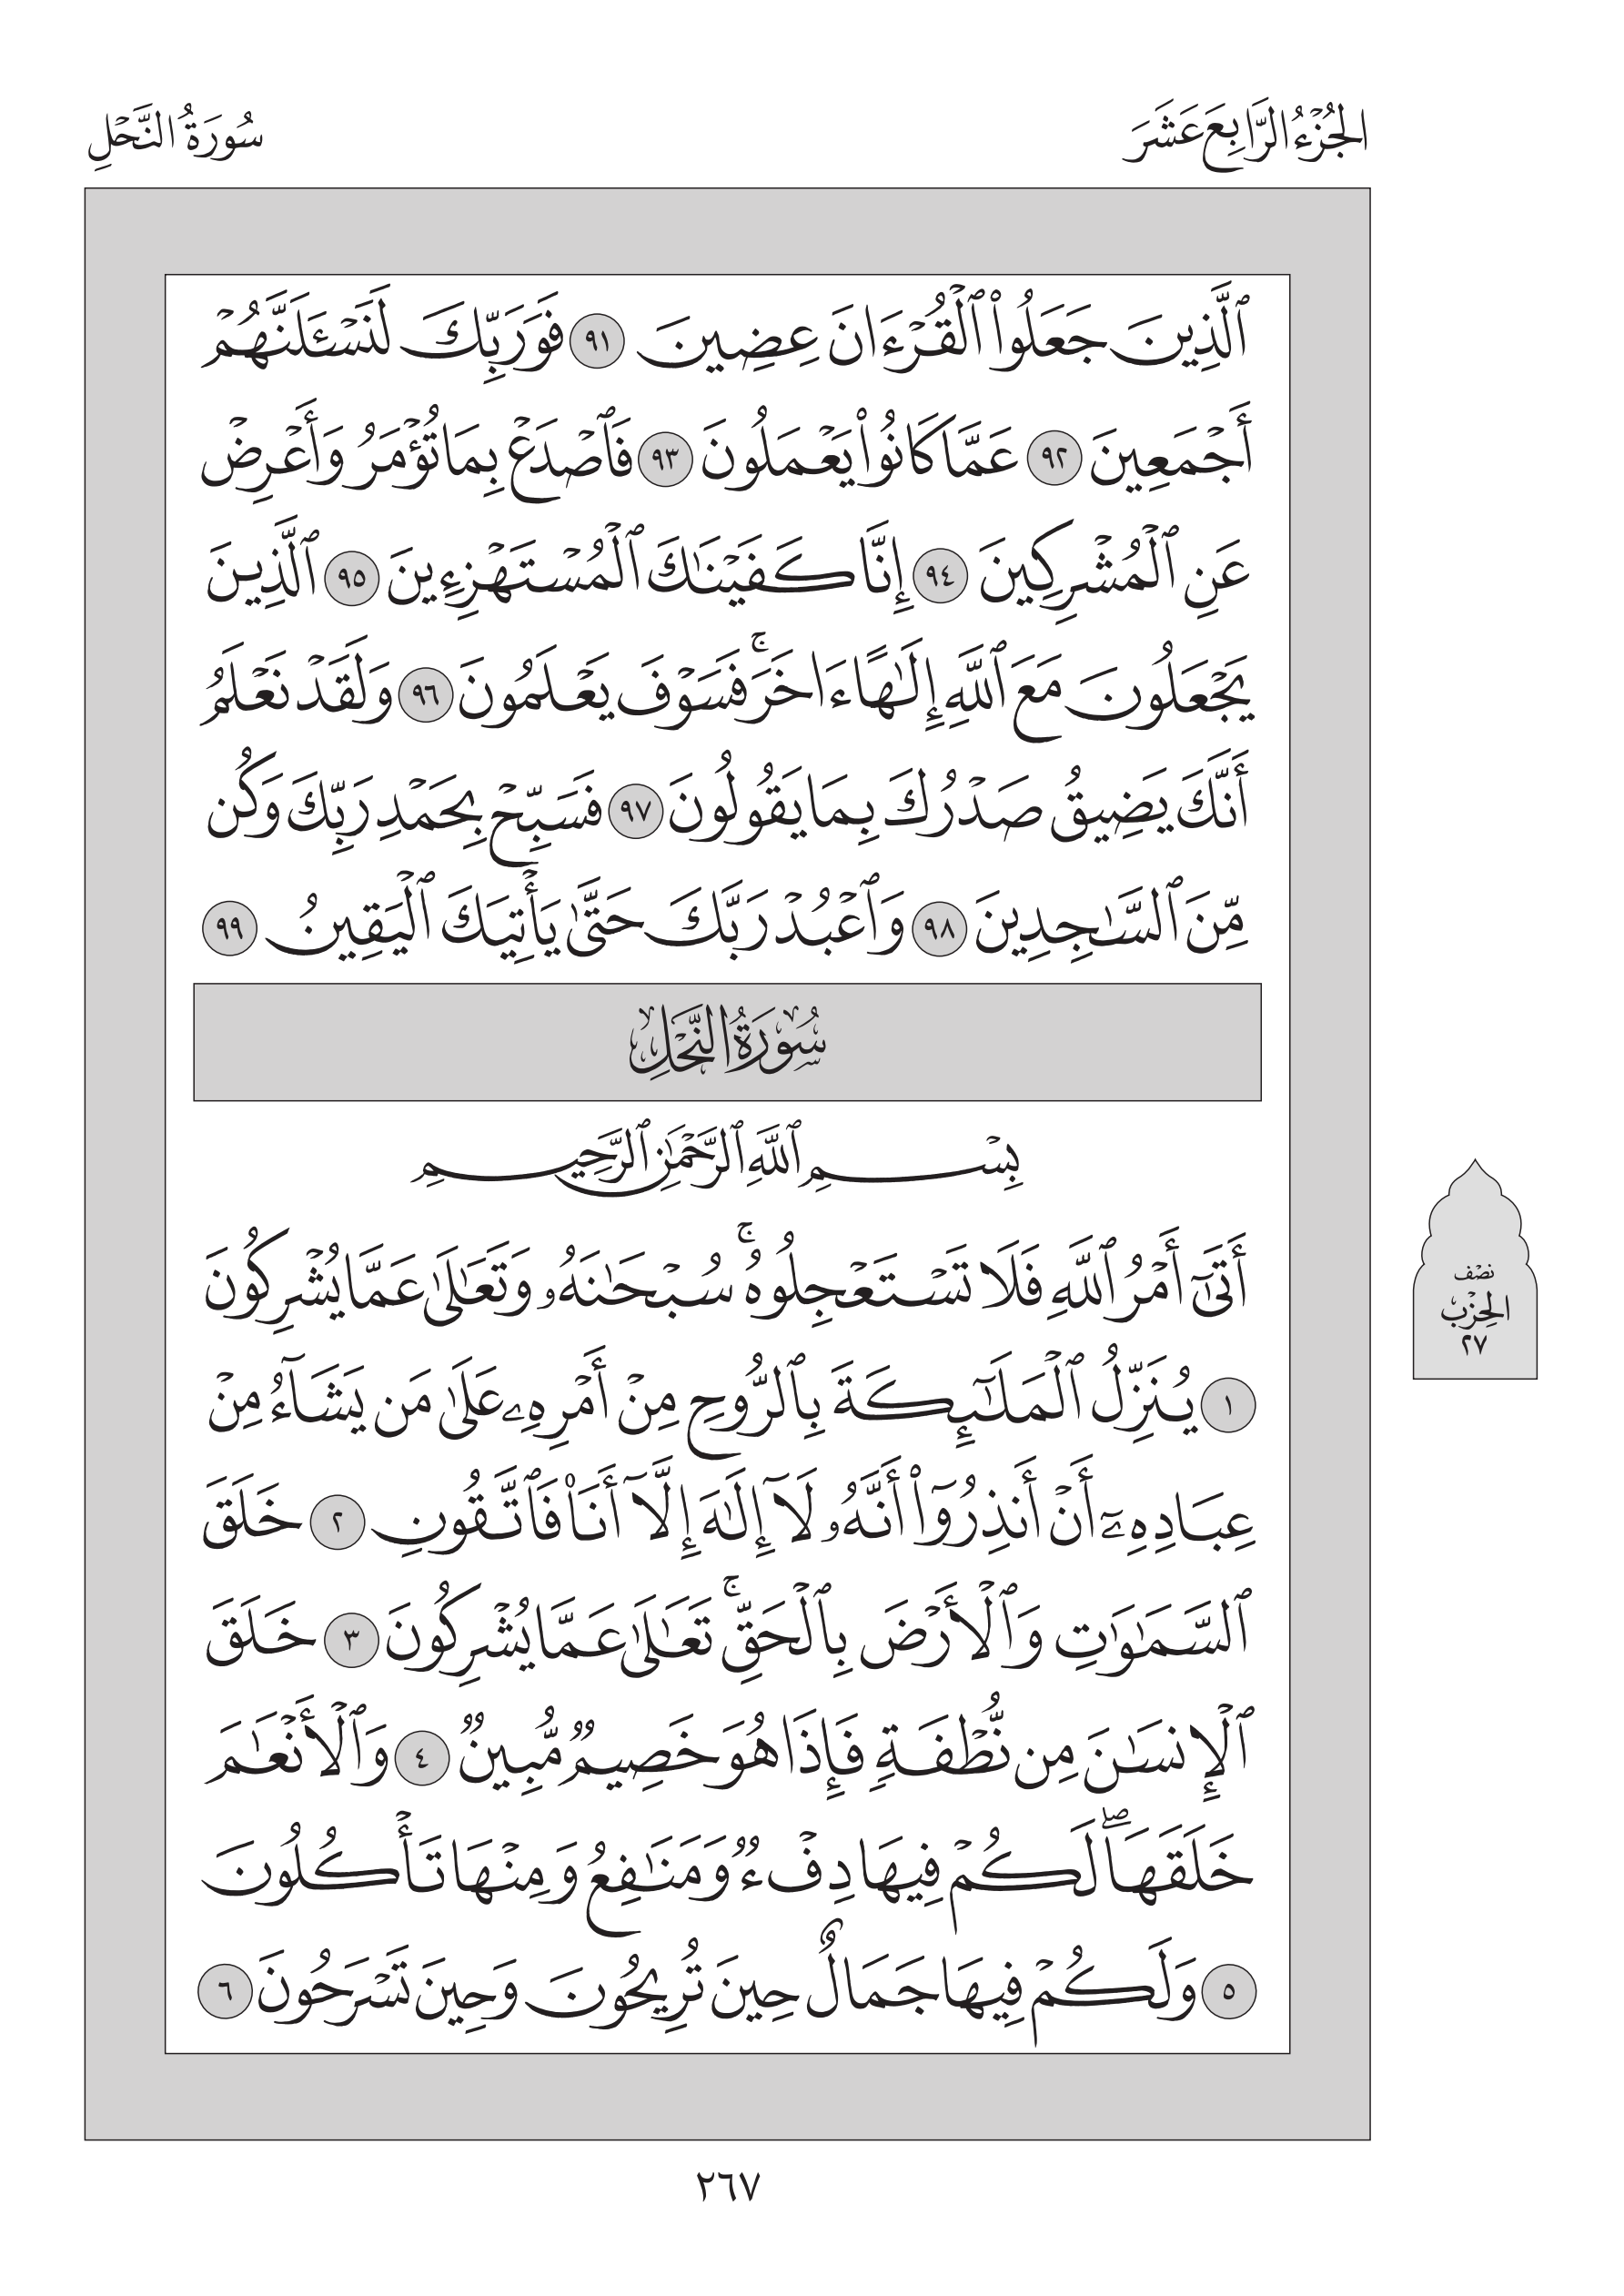 الجُزْءُ الرَّابِعَ عَشَرَ
سُورَةُ النَّحْلِ
ٱلَّذِينَ جَعَلُوا۟ ٱلْقُرْءَانَ عِضِينَ ٩١ فَوَرَبِّكَ لَنَسْـَٔلَنَّهُمْ
أَجْمَعِينَ ٩٢ عَمَّا كَانُوا۟ يَعْمَلُونَ ٩٣ فَٱصْدَعْ بِمَا تُؤْمَرُ وَأَعْرِضْ
عَنِ ٱلْمُشْرِكِينَ ٩٤ إِنَّا كَفَيْنَـٰكَ ٱلْمُسْتَهْزِءِينَ ٩٥ ٱلَّذِينَ
يَجْعَلُونَ مَعَ ٱللَّهِ إِلَـٰهًا ءَاخَرَ ۚ فَسَوْفَ يَعْلَمُونَ ٩٦ وَلَقَدْ نَعْلَمُ
أَنَّكَ يَضِيقُ صَدْرُكَ بِمَا يَقُولُونَ ٩٧ فَسَبِّحْ بِحَمْدِ رَبِّكَ وَكُن
مِّنَ ٱلسَّـٰجِدِينَ ٩٨ وَٱعْبُدْ رَبَّكَ حَتَّىٰ يَأْتِيَكَ ٱلْيَقِينُ ٩٩
سُورَةُ النَّحْلِ
بِسْمِ ٱللَّهِ ٱلرَّحْمَـٰنِ ٱلرَّحِيمِ
أَتَىٰٓ أَمْرُ ٱللَّهِ فَلَا تَسْتَعْجِلُوهُ ۚ سُبْحَـٰنَهُۥ وَتَعَـٰلَىٰ عَمَّا يُشْرِكُونَ
١ يُنَزِّلُ ٱلْمَلَـٰٓئِكَةَ بِٱلرُّوحِ مِنْ أَمْرِهِۦ عَلَىٰ مَن يَشَآءُ مِنْ
عِبَادِهِۦٓ أَنْ أَنذِرُوٓا۟ أَنَّهُۥ لَآ إِلَـٰهَ إِلَّآ أَنَا۠ فَٱتَّقُونِ ٢ خَلَقَ
ٱلسَّمَـٰوَٰتِ وَٱلْأَرْضَ بِٱلْحَقِّ ۚ تَعَـٰلَىٰ عَمَّا يُشْرِكُونَ ٣ خَلَقَ
ٱلْإِنسَـٰنَ مِن نُّطْفَةٍ فَإِذَا هُوَ خَصِيمٌ مُّبِينٌ ٤ وَٱلْأَنْعَـٰمَ
خَلَقَهَا ۖ لَكُمْ فِيهَا دِفْءٌ وَمَنَـٰفِعُ وَمِنْهَا تَأْكُلُونَ
٥ وَلَكُمْ فِيهَا جَمَالٌ حِينَ تُرِيحُونَ وَحِينَ تَسْرَحُونَ ٦
نصْف
الحِزْب
٢٧
٢٦٧